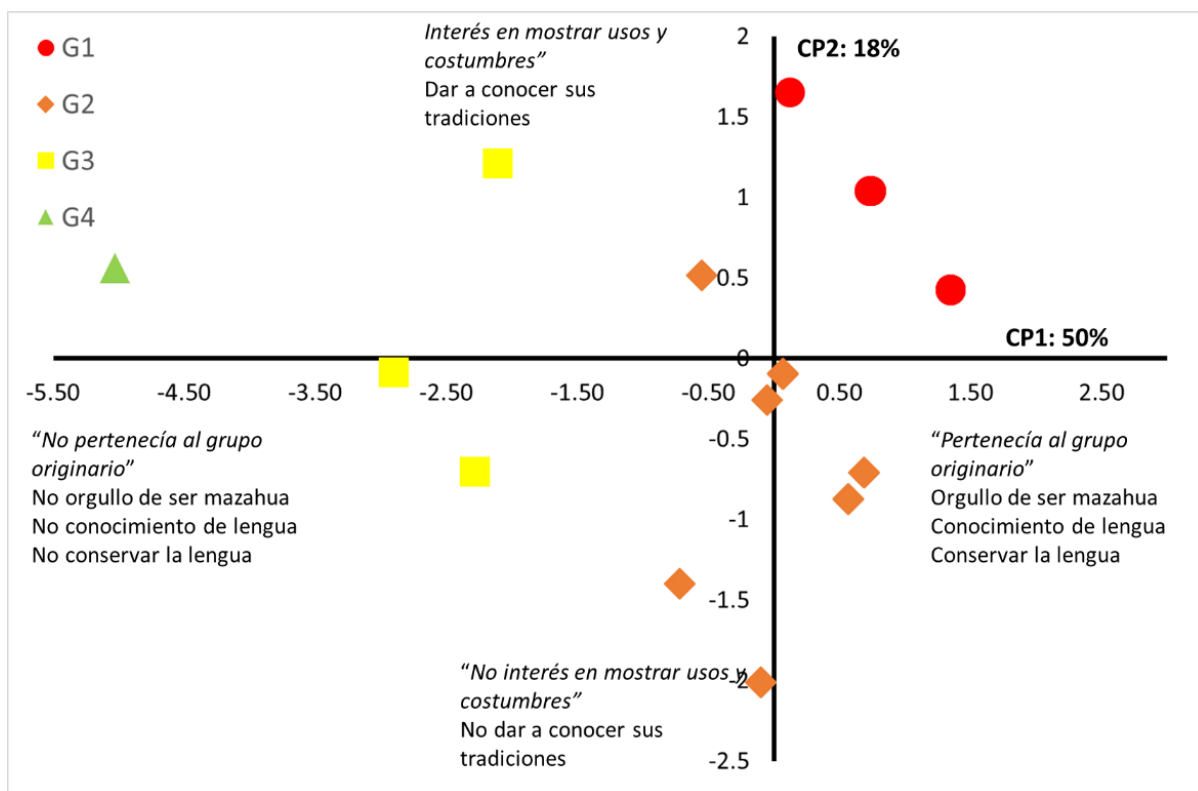 G1
G2
G3
G4
Interés en mostrar usos y
costumbres”
Dar a conocer sus
tradiciones
CP2: 18%
2
1.5
1
0.5
0
-0.5
-1
-1.5
-2
-2.5
CP1: 50%
-5.50 -4.50 -3.50 -2.50 -1.50 -0.50 0.50 1.50 2.50
“No pertenecía al grupo
originario”
No orgullo de ser mazahua
No conocimiento de lengua
No conservar la lengua
“Pertenecía al grupo
originario”
Orgullo de ser mazahua
Conocimiento de lengua
Conservar la lengua
“No interés en mostrar usos y
costumbres”
No dar a conocer sus
tradiciones